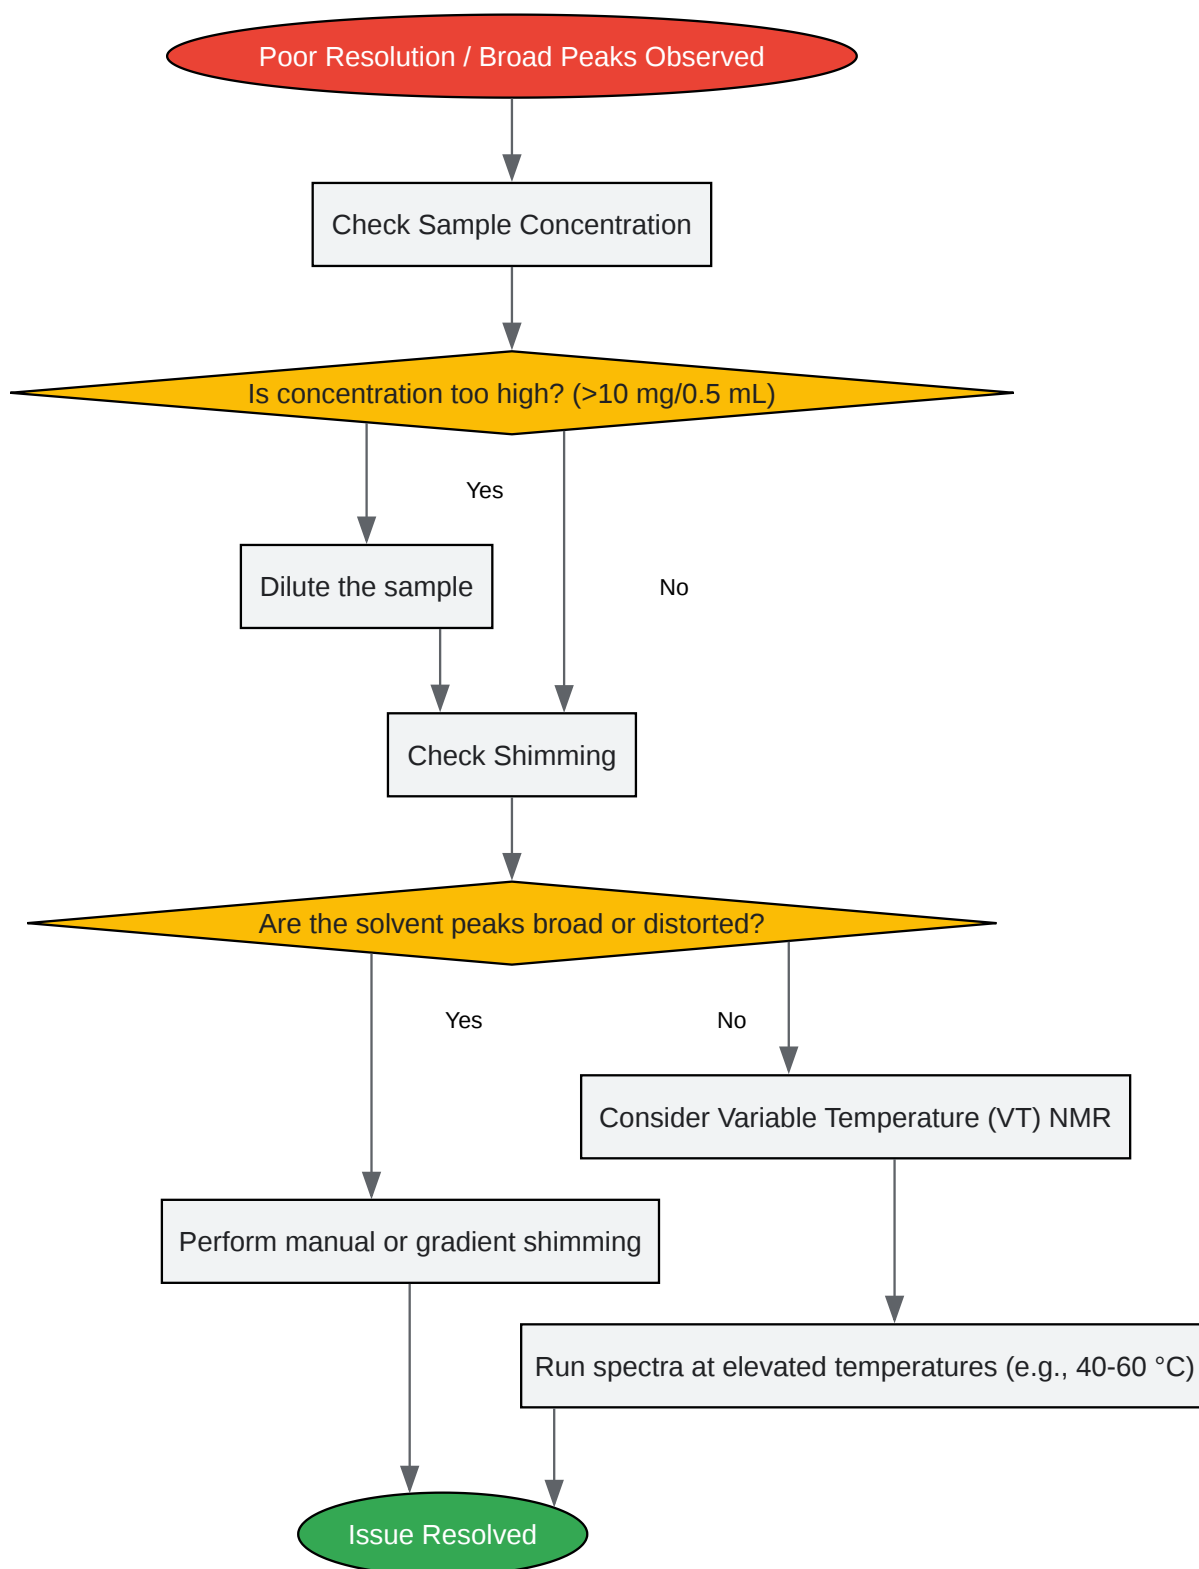 Poor Resolution / Broad Peaks Observed
Check Sample Concentration
Is concentration too high? (>10 mg/0.5 mL)
Yes
Dilute the sample
No
Check Shimming
Are the solvent peaks broad or distorted?
Yes
No
Consider Variable Temperature (VT) NMR
Perform manual or gradient shimming
Run spectra at elevated temperatures (e.g., 40-60 °C)
Issue Resolved